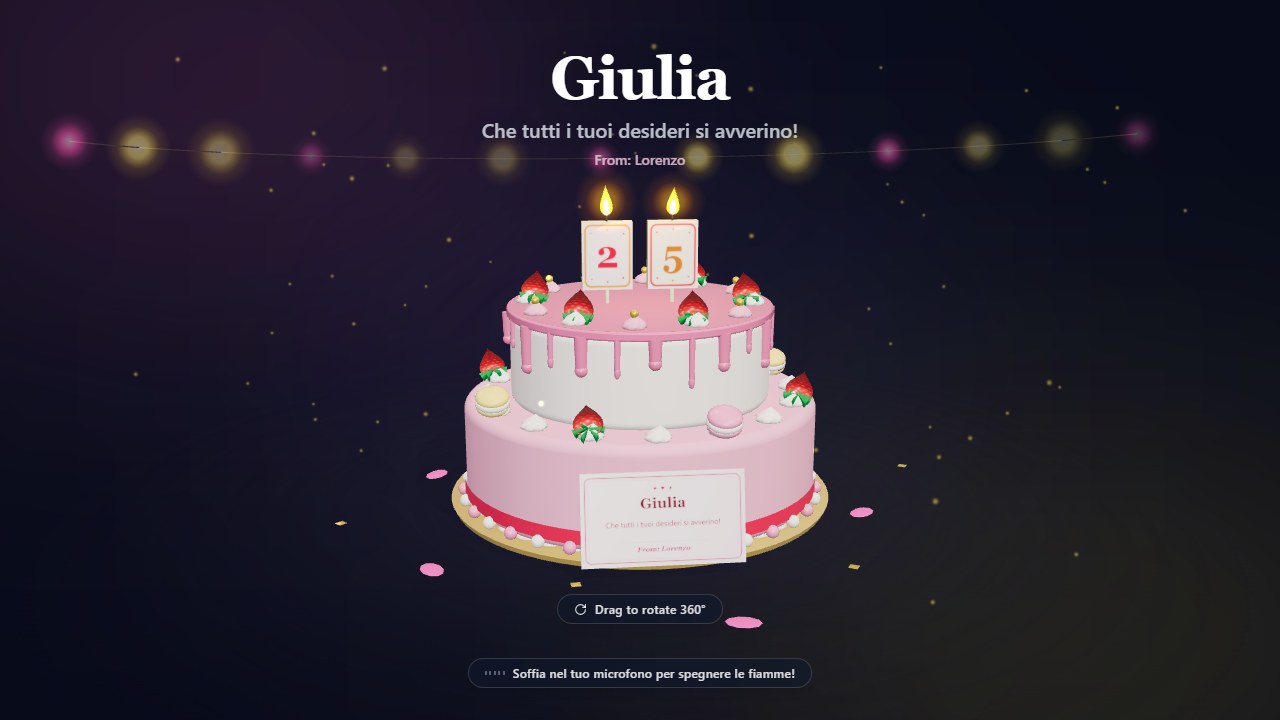 Giulia
Che tutti i tuoi desideri si avverino!
From: Lorenzo
2 5
Giulia
Che tutti i tuoi desideri si avverino!
From: Lorenzo
Drag to rotate 360°
Soffia nel tuo microfono per spegnere le fiamme!